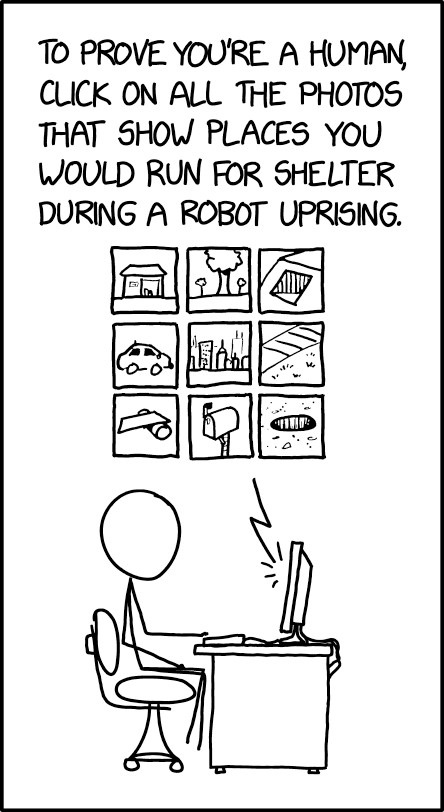 TO PROVE YOU'RE A HUMAN,
CLICK ON ALL THE PHOTOS
THAT SHOW PLACES YOU
WOULD RUN FOR SHELTER
DURING A ROBOT UPRISING.